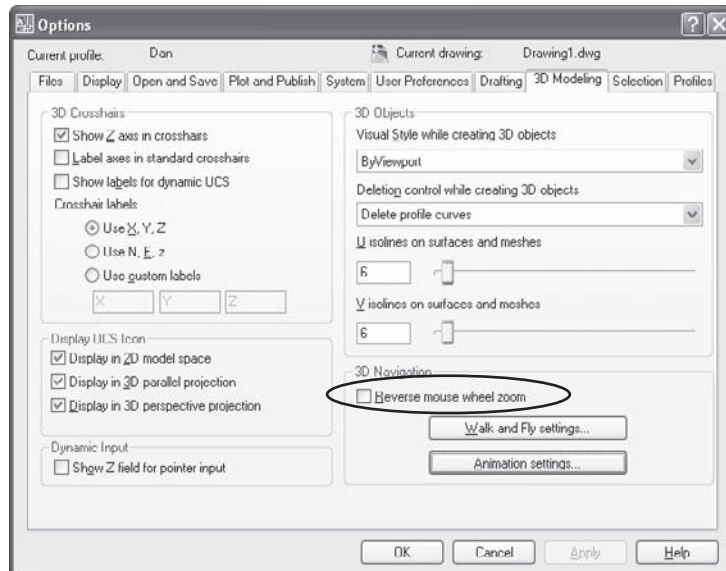 Options
Current profile: Dan Current drawing: Drawing1.dwg
Files Display Open and Save Plot and Publish System User Preferences Drafting 3D Modeling Selection Profiles
3D Crosshairs
Show Z axis in crosshairs
Label axes in standard crosshairs
Show labels for dynamic UCS
Crosshair labels
Use X, Y, Z
Use N, E, z
Use custom labels
X Y Z
Display UCS Icon
Display in 2D model space
Display in 3D parallel projection
Display in 3D perspective projection
Dynamic Input
Show Z field for pointer input
3D Objects
Visual Style while creating 3D objects
ByViewport
Deletion control while creating 3D objects
Delete profile curves
U isolines on surfaces and meshes
6
V isolines on surfaces and meshes
6
3D Navigation
Reverse mouse wheel zoom
Walk and Fly settings...
Animation settings...
OK Cancel Apply Help